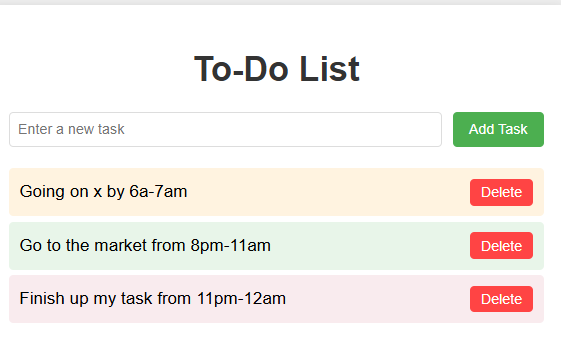 To-Do List
Enter a new task
Add Task
Going on x by 6a-7am
Delete
Go to the market from 8pm-11am
Delete
Finish up my task from 11pm-12am
Delete